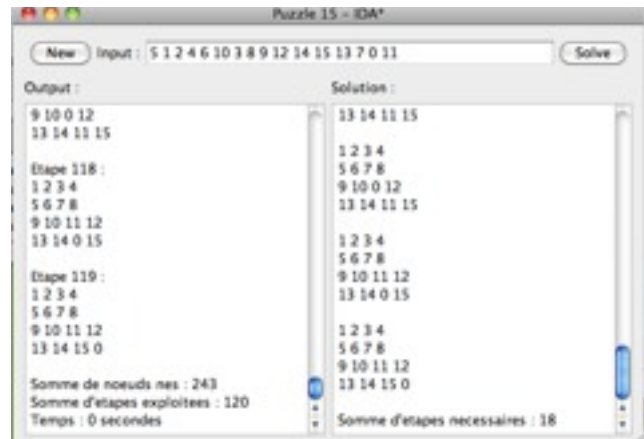 Puzzle 15 - IDA*
New Input : 5 1 2 4 6 10 3 8 9 12 14 15 13 7 0 11 Solve
Output :
9 10 0 12
13 14 11 15
Etape 118 :
1 2 3 4
5 6 7 8
9 10 11 12
13 14 0 15
Etape 119 :
1 2 3 4
5 6 7 8
9 10 11 12
13 14 15 0
Somme de noeuds nes : 243
Somme d'etapes exploitees : 120
Temps : 0 secondes
Solution :
13 14 11 15
1 2 3 4
5 6 7 8
9 10 0 12
13 14 11 15
1 2 3 4
5 6 7 8
9 10 11 12
13 14 0 15
1 2 3 4
5 6 7 8
9 10 11 12
13 14 15 0
Somme d'etapes necessaires : 18